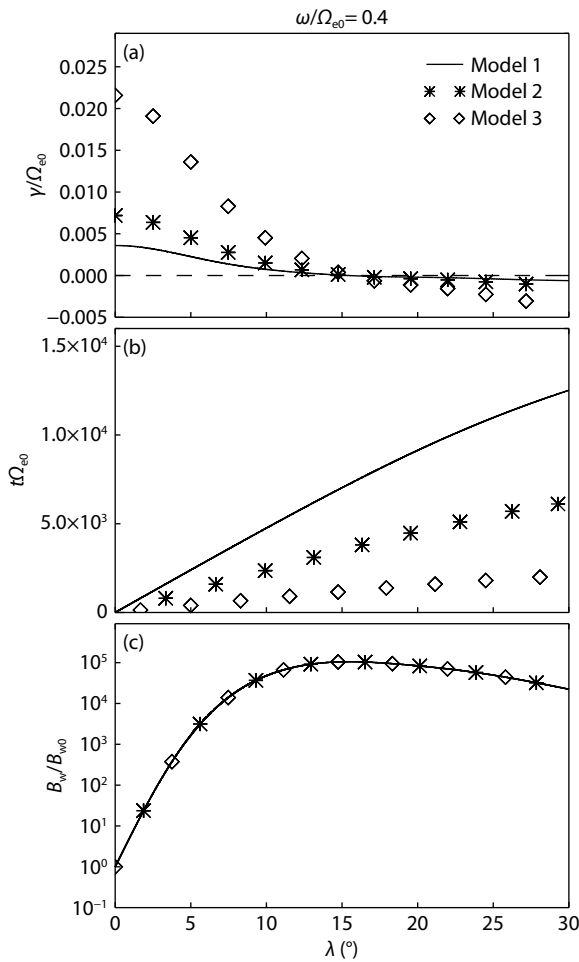 ω/Ωe0= 0.4
(a)
Model 1
Model 2
Model 3
0.025
0.020
0.015
0.010
0.005
0.000
−0.005
γ/Ωe0
(b)
1.5×10⁴
1.0×10⁴
5.0×10³
0
tΩe0
(c)
10⁵
10⁴
10³
10²
10¹
10⁰
10⁻¹
Bw/Bw0
0 5 10 15 20 25 30
λ (°)